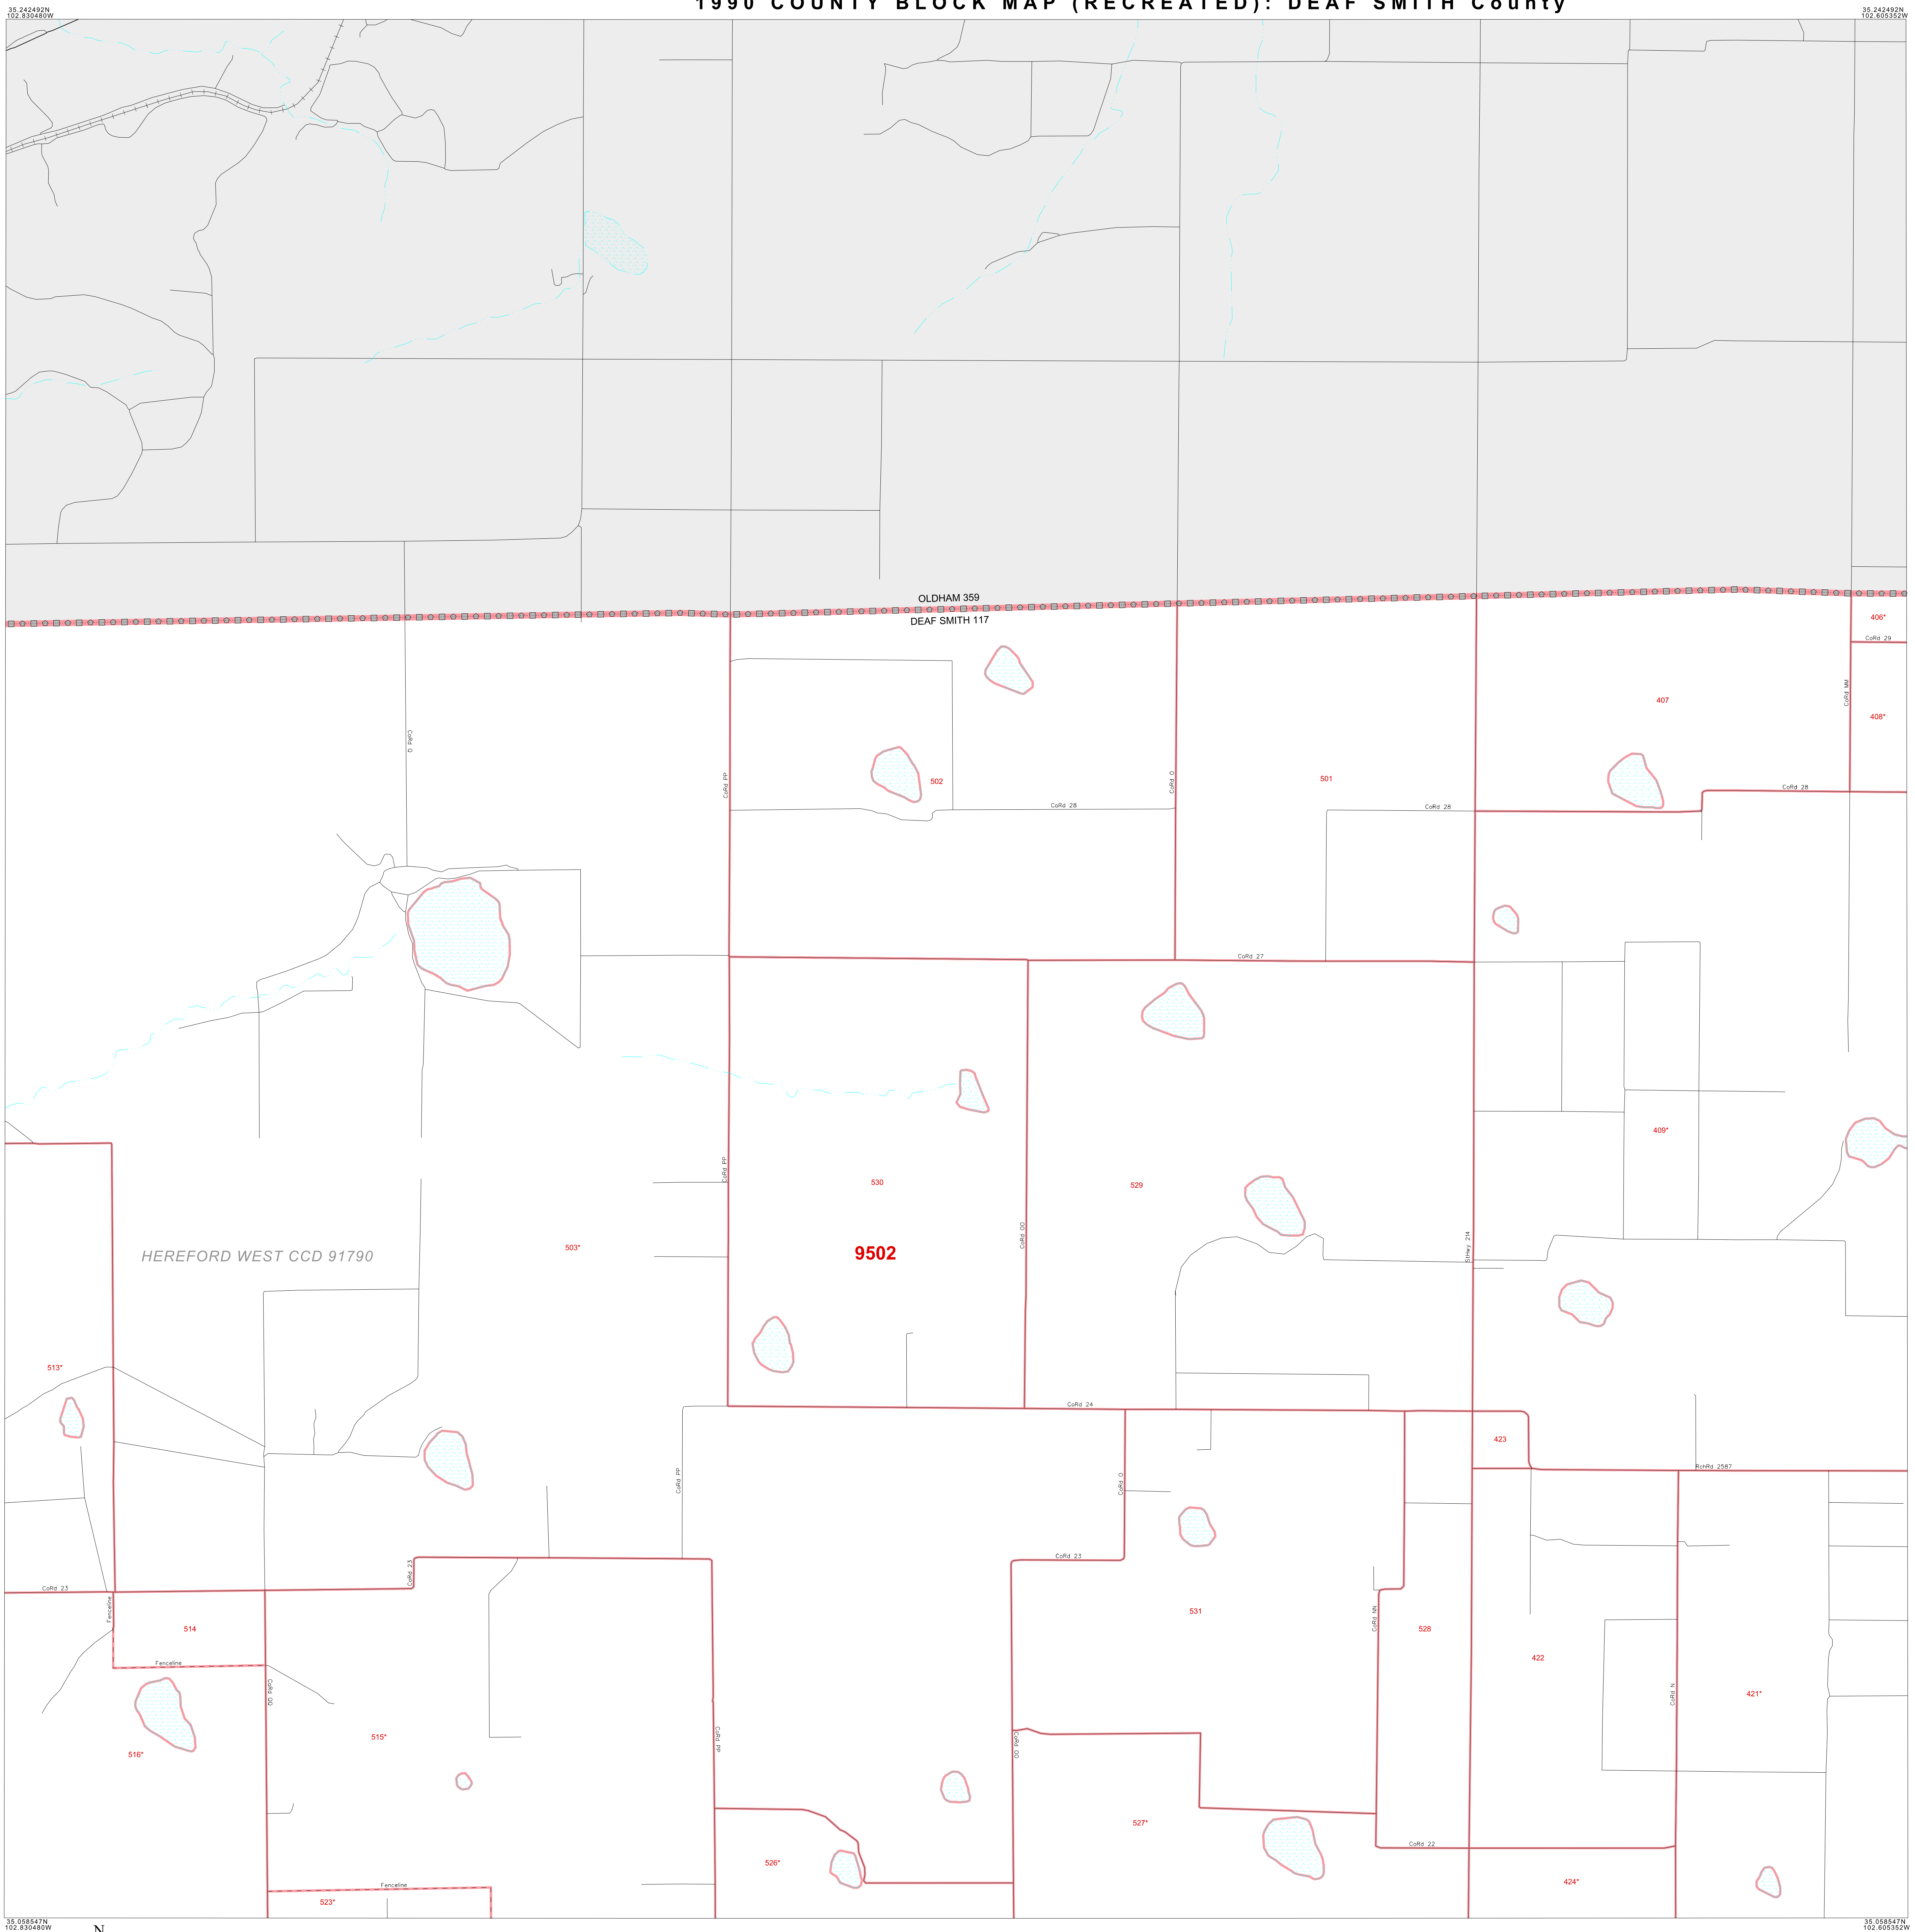 1990 COUNTY BLOCK MAP (RECREATED): DEAF SMITH County
35.242492N
102.830480W
35.242492N
102.605352W
OLDHAM 359
DEAF SMITH 117
406*
CoRd 29
CoRd MM
407
408*
CoRd Q
CoRd PP
502
CoRd O
501
CoRd 28
CoRd 28
CoRd 28
CoRd 27
409*
CoRd PP
530
529
CoRd OO
StHwy 214
503*
HEREFORD WEST CCD 91790
9502
513*
CoRd 24
423
RchRd 2587
CoRd PP
CoRd O
CoRd 23
CoRd 23
CoRd 23
Fenceline
514
531
CoRd NN
528
422
Fenceline
CoRd QQ
CoRd N
421*
515*
CoRd PP
CoRd OO
516*
527*
CoRd 22
526*
424*
Fenceline
523*
35.058547N
102.830480W
N
35.058547N
102.605352W